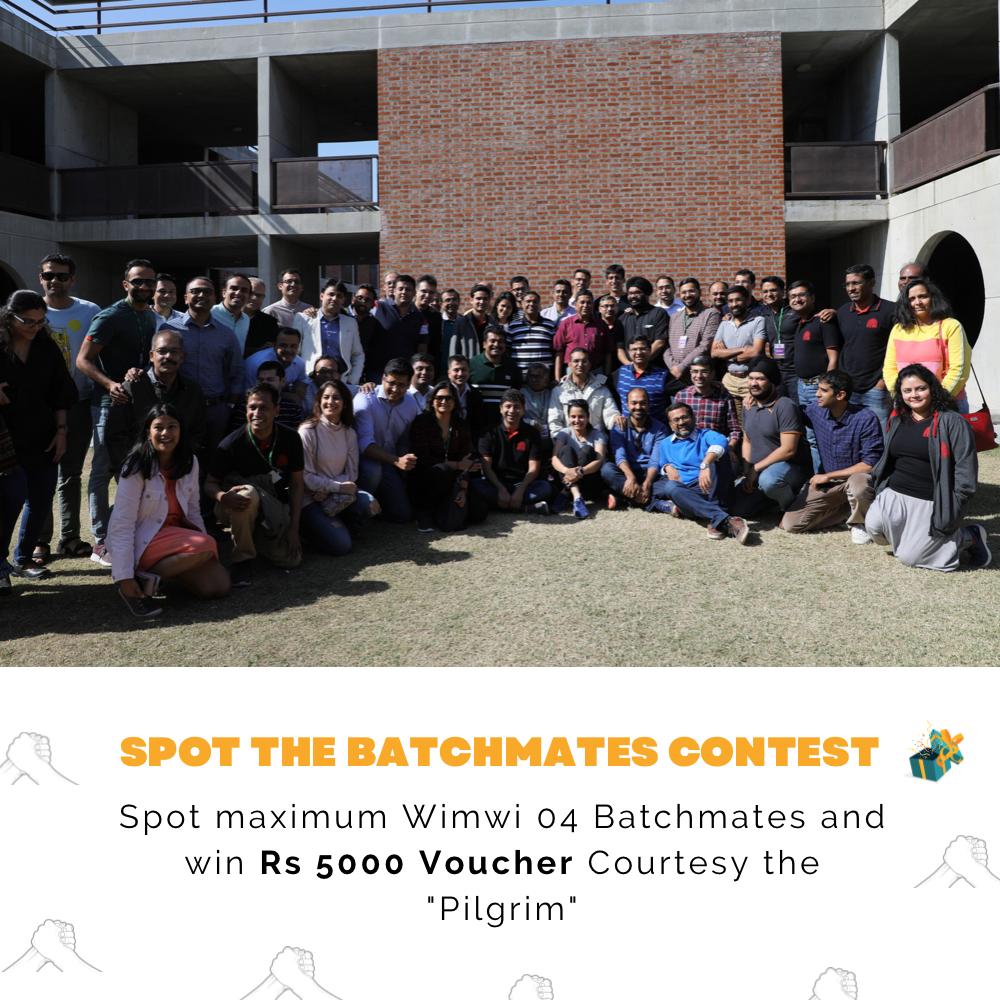 SPOT THE BATCHMATES CONTEST
Spot maximum Wimwi 04 Batchmates and
win Rs 5000 Voucher Courtesy the
"Pilgrim"